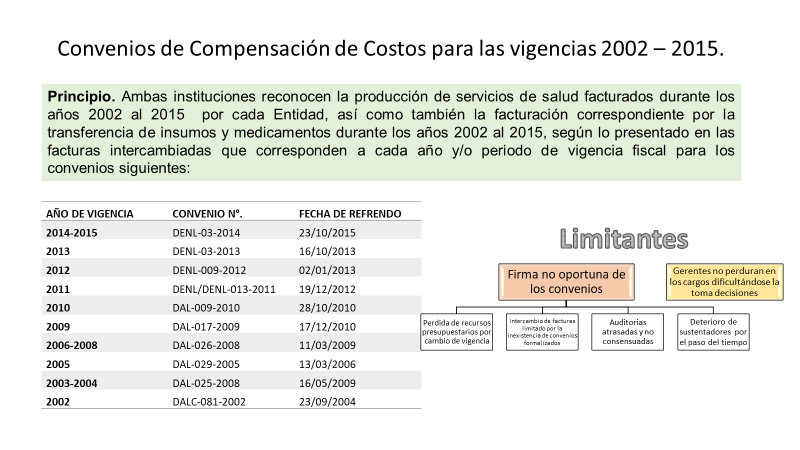 Convenios de Compensación de Costos para las vigencias 2002 – 2015.
Principio. Ambas instituciones reconocen la producción de servicios de salud facturados durante los
años 2002 al 2015 por cada Entidad, así como también la facturación correspondiente por la
transferencia de insumos y medicamentos durante los años 2002 al 2015, según lo presentado en las
facturas intercambiadas que corresponden a cada año y/o periodo de vigencia fiscal para los
convenios siguientes:
AÑO DE VIGENCIA CONVENIO N°. FECHA DE REFRENDO
2014-2015 DENL-03-2014 23/10/2015
2013 DENL-03-2013 16/10/2013
2012 DENL-009-2012 02/01/2013
2011 DENL/DENL-013-2011 19/12/2012
2010 DAL-009-2010 28/10/2010
2009 DAL-017-2009 17/12/2010
2006-2008 DAL-026-2008 11/03/2009
2005 DAL-029-2005 13/03/2006
2003-2004 DAL-025-2008 16/05/2009
2002 DALC-081-2002 23/09/2004
Limitantes
Firma no oportuna de
los convenios
Gerentes no perduran en
los cargos dificultándose la
toma decisiones
Perdida de recursos
presupuestarios por
cambio de vigencia
Intercambio de facturas
limitado por la
inexistencia de convenios
formalizados
Auditorias
atrasadas y no
consensuadas
Deterioro de
sustentadores por
el paso del tiempo